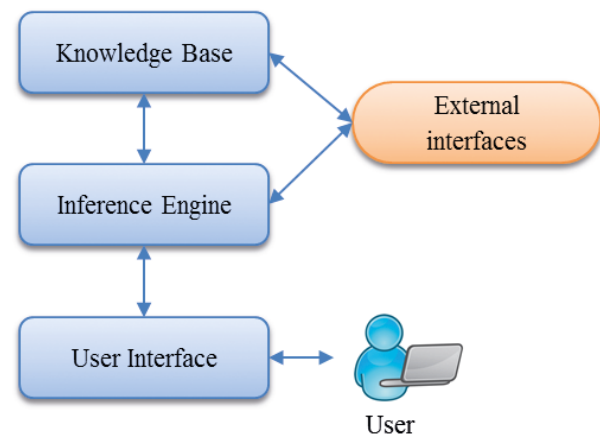 Knowledge Base
External
interfaces
Inference Engine
User Interface
User